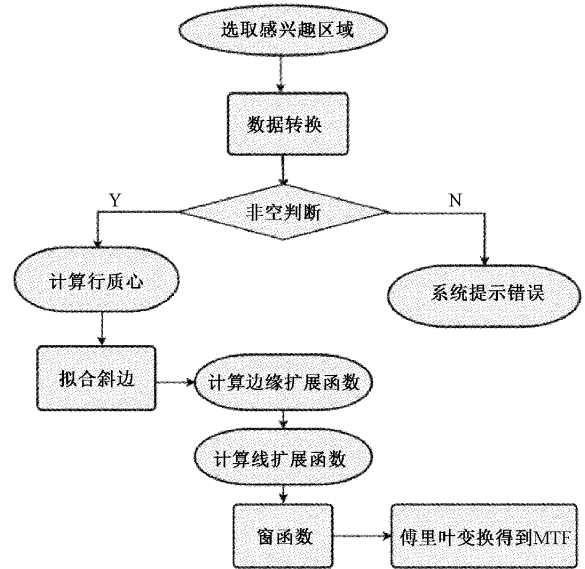 选取感兴趣区域
数据转换
非空判断
Y
N
计算行质心
系统提示错误
拟合斜边
计算边缘扩展函数
计算线扩展函数
窗函数
傅里叶变换得到MTF